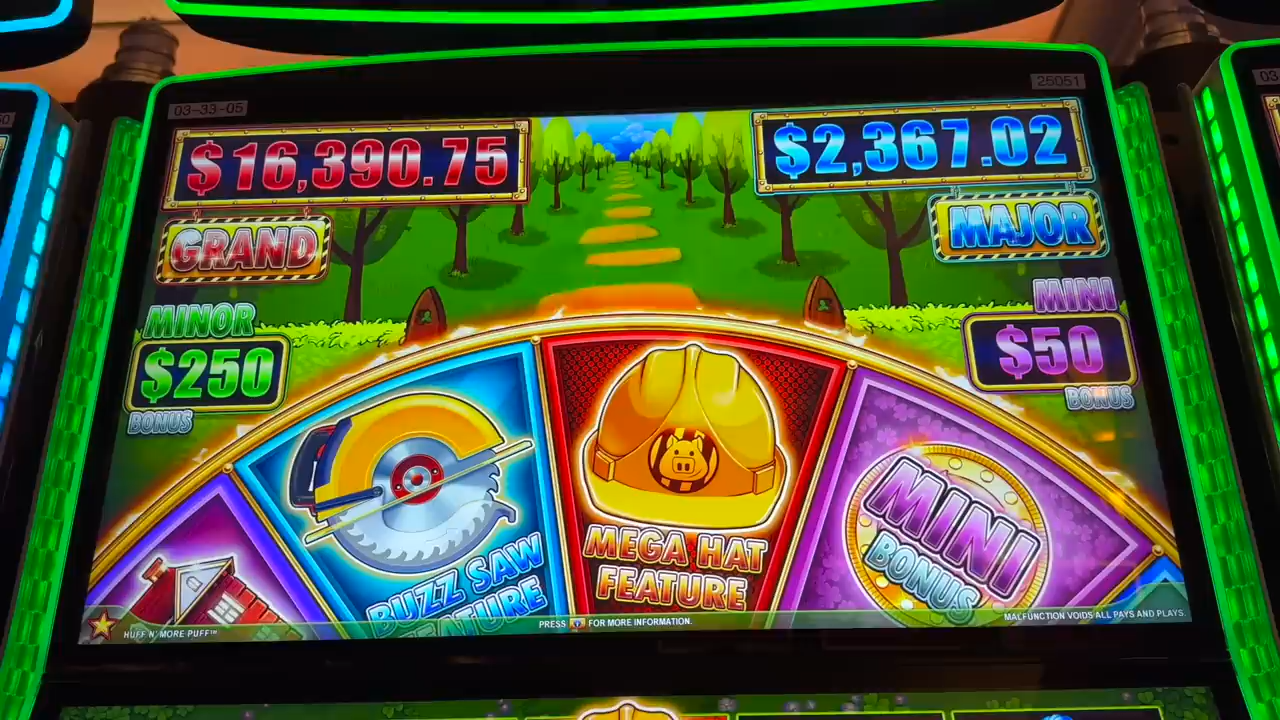 03-33-05
25051
$16,390.75
$2,367.02
GRAND
MAJOR
MINOR
$250
BONUS
MINI
$50
BONUS
BUZZ SAW
FEATURE
MEGA HAT
FEATURE
MINI
BONUS
HUFF N' MORE PUFF™
PRESS FOR MORE INFORMATION.
MALFUNCTION VOIDS ALL PAYS AND PLAYS.